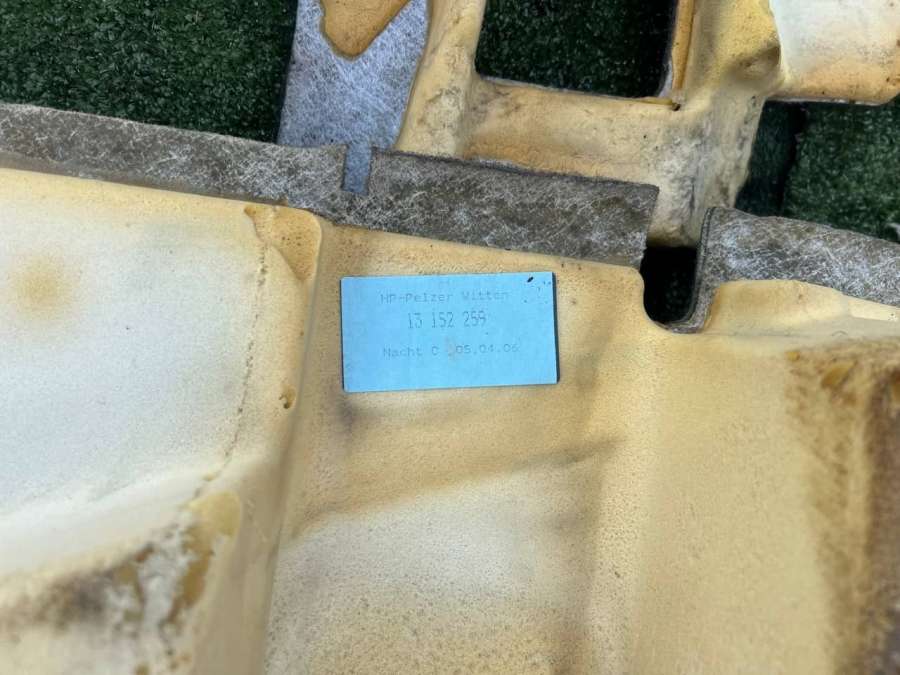 HP-Pelzer Witten
13 152 259
Nacht C 05.04.06